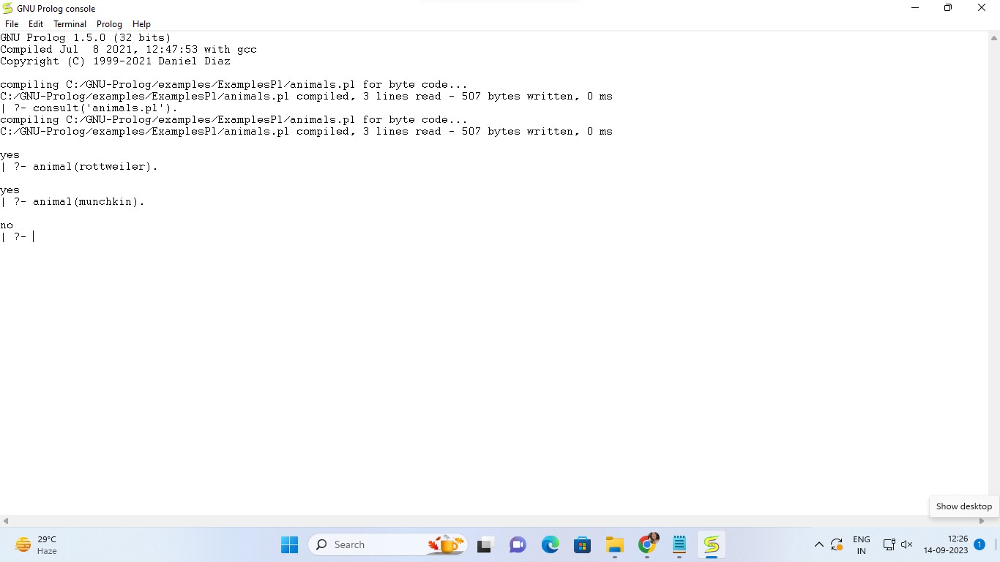 GNU Prolog console
File Edit Terminal Prolog Help
GNU Prolog 1.5.0 (32 bits)
Compiled Jul  8 2021, 12:47:53 with gcc
Copyright (C) 1999-2021 Daniel Diaz
compiling C:/GNU-Prolog/examples/ExamplesPl/animals.pl for byte code...
C:/GNU-Prolog/examples/ExamplesPl/animals.pl compiled, 3 lines read - 507 bytes written, 0 ms
| ?- consult('animals.pl').
compiling C:/GNU-Prolog/examples/ExamplesPl/animals.pl for byte code...
C:/GNU-Prolog/examples/ExamplesPl/animals.pl compiled, 3 lines read - 507 bytes written, 0 ms
yes
| ?- animal(rottweiler).
yes
| ?- animal(munchkin).
no
| ?-
Show desktop
29°C
Haze
Search
ENG
IN
12:26
14-09-2023
1